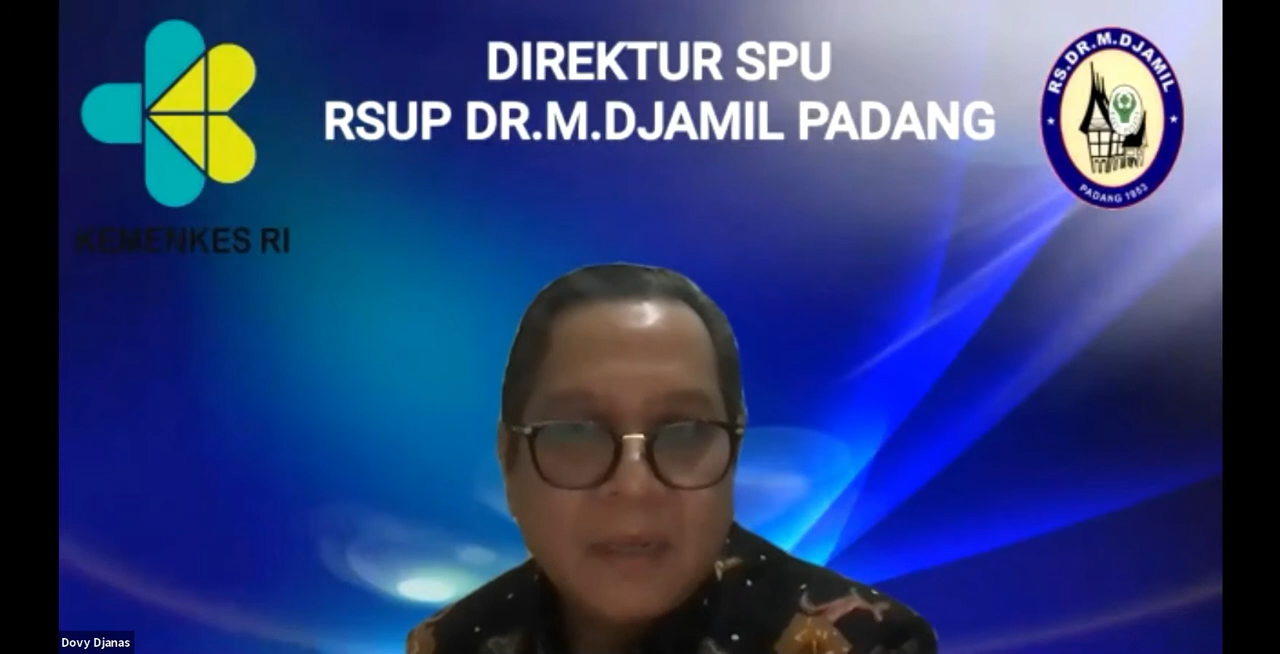 DIREKTUR SPU
RSUP DR.M.DJAMIL PADANG
KEMENKES RI
RS.DR.M.DJAMIL
PADANG 1953
Dovy Djanas